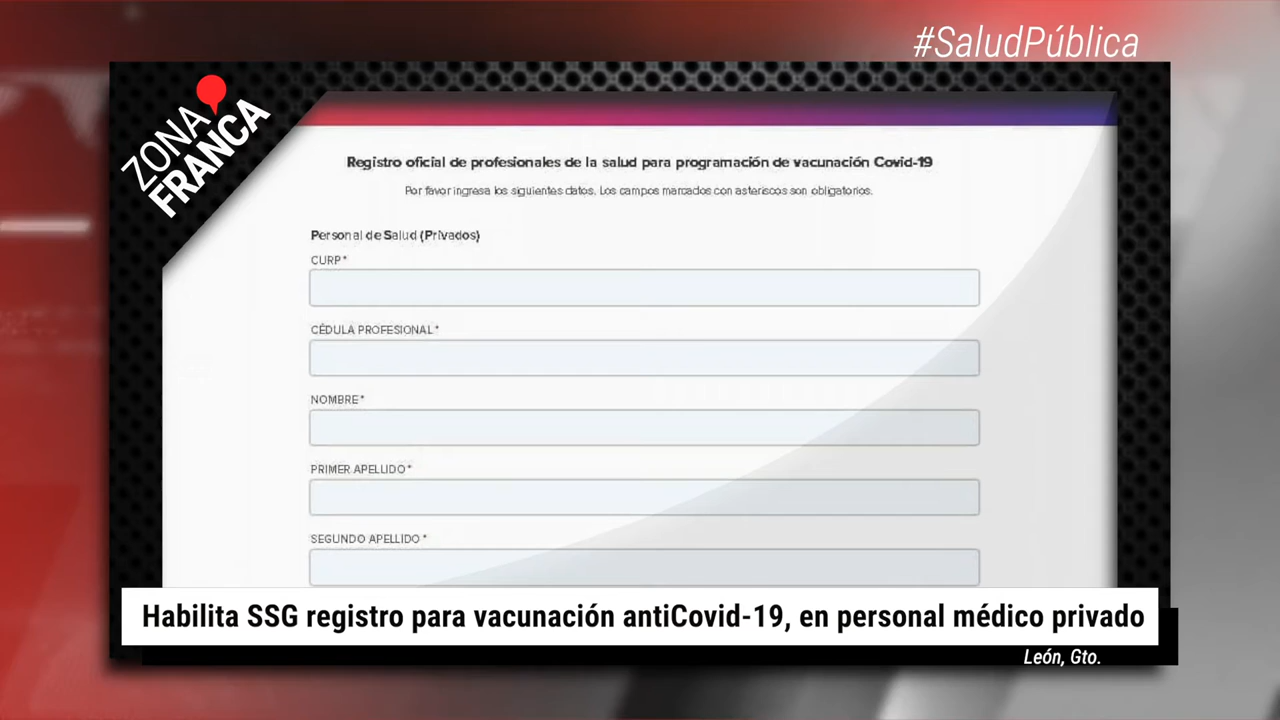 #SaludPública
ZONA
FRANCA
Registro oficial de profesionales de la salud para programación de vacunación Covid-19
Por favor ingresa los siguientes datos. Los campos marcados con asteriscos son obligatorios.
Personal de Salud (Privados)
CURP*
CÉDULA PROFESIONAL*
NOMBRE*
PRIMER APELLIDO*
SEGUNDO APELLIDO*
Habilita SSG registro para vacunación antiCovid-19, en personal médico privado
León, Gto.